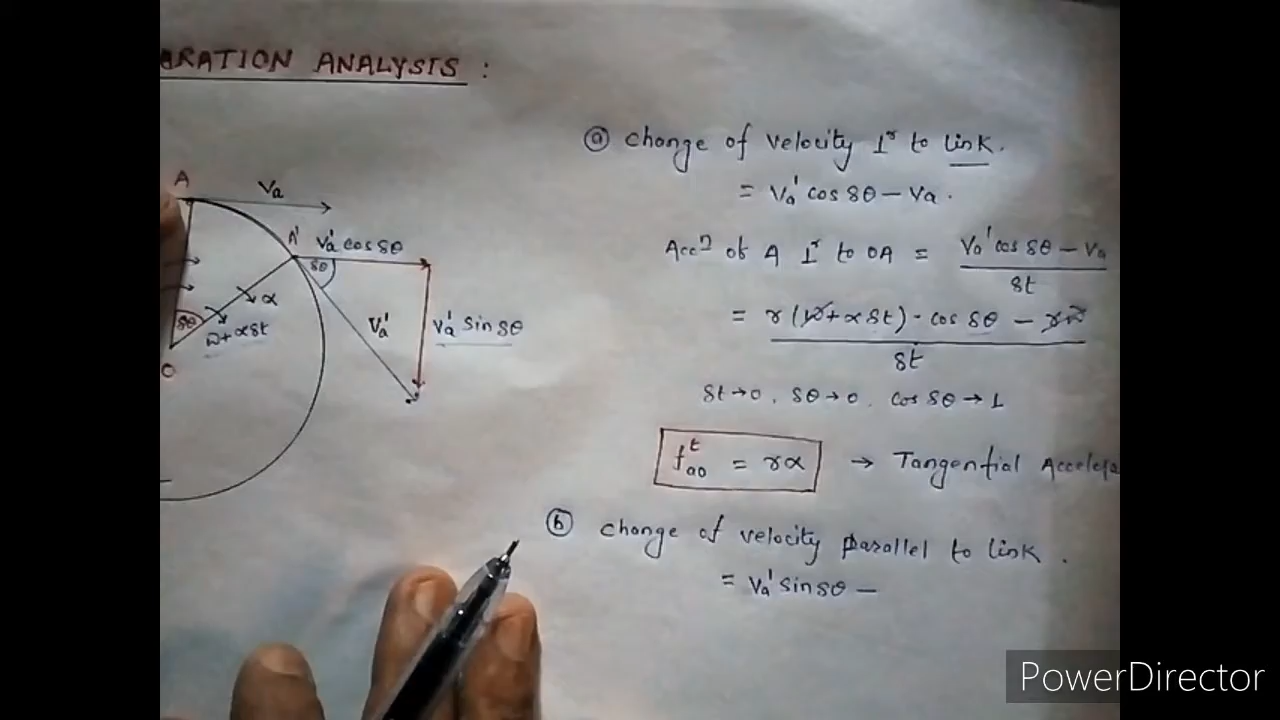 ERATION ANALYSIS :
A
Va
A' Va' cos δθ
δθ
α
δθ
ω+αδt
Va'
Va' sin δθ
O
ⓐ change of velocity ⊥r to link.
= Va' cos δθ – Va.
Accn of A ⊥r to OA = Va' cos δθ – Va
δt
= r (ω+αδt) · cos δθ – rω
δt
δt→0, δθ→0, cos δθ→1
f^t_ao = rα → Tangential Accelera
ⓑ change of velocity parallel to link.
= Va' sin δθ –
PowerDirector